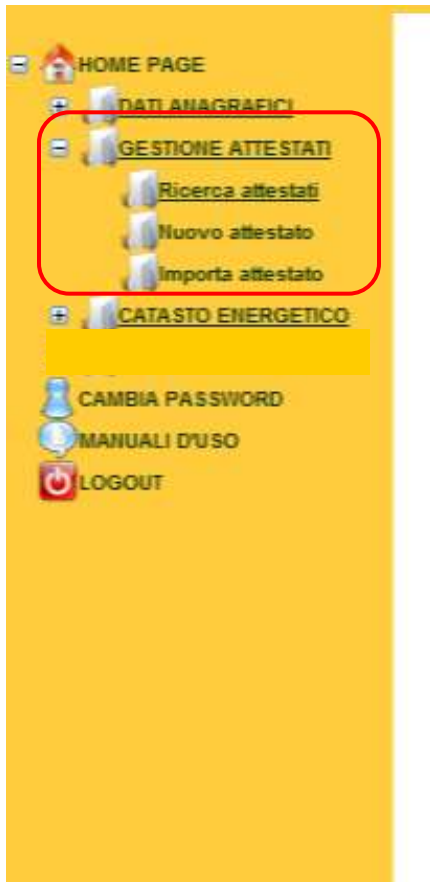 HOME PAGE
DATI ANAGRAFICI
GESTIONE ATTESTATI
Ricerca attestati
Nuovo attestato
Importa attestato
CATASTO ENERGETICO
CAMBIA PASSWORD
MANUALI D'USO
LOGOUT